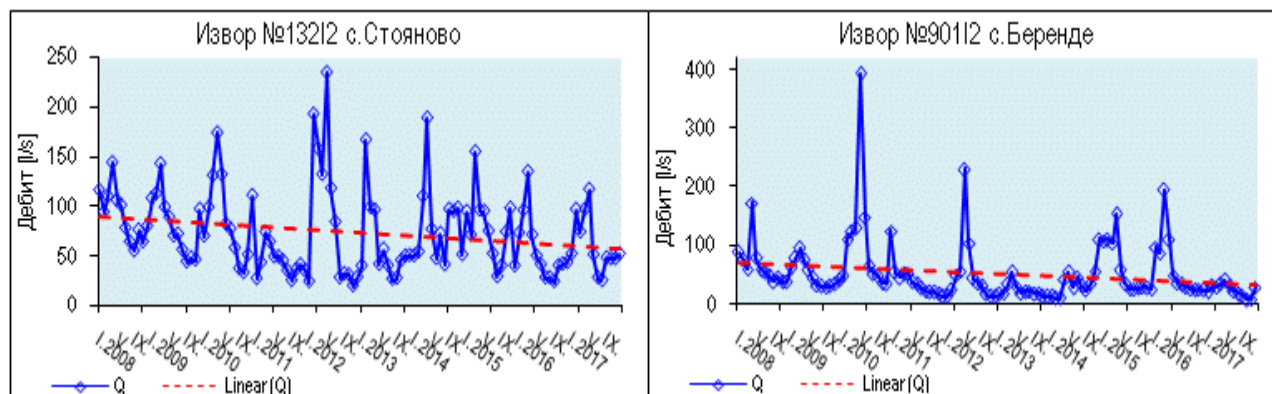 Извор №132I2 с.Стояново
250
200
150
100
50
0
Дебит [l/s]
I.2008
IX.
I.2009
IX.
I.2010
IX.
I.2011
IX.
I.2012
IX.
I.2013
IX.
I.2014
IX.
I.2015
IX.
I.2016
IX.
I.2017
IX.
Q
Linear(Q)
Извор №901I2 с.Беренде
400
300
200
100
0
Дебит [l/s]
I.2008
IX.
I.2009
IX.
I.2010
IX.
I.2011
IX.
I.2012
IX.
I.2013
IX.
I.2014
IX.
I.2015
IX.
I.2016
IX.
I.2017
IX.
Q
Linear(Q)